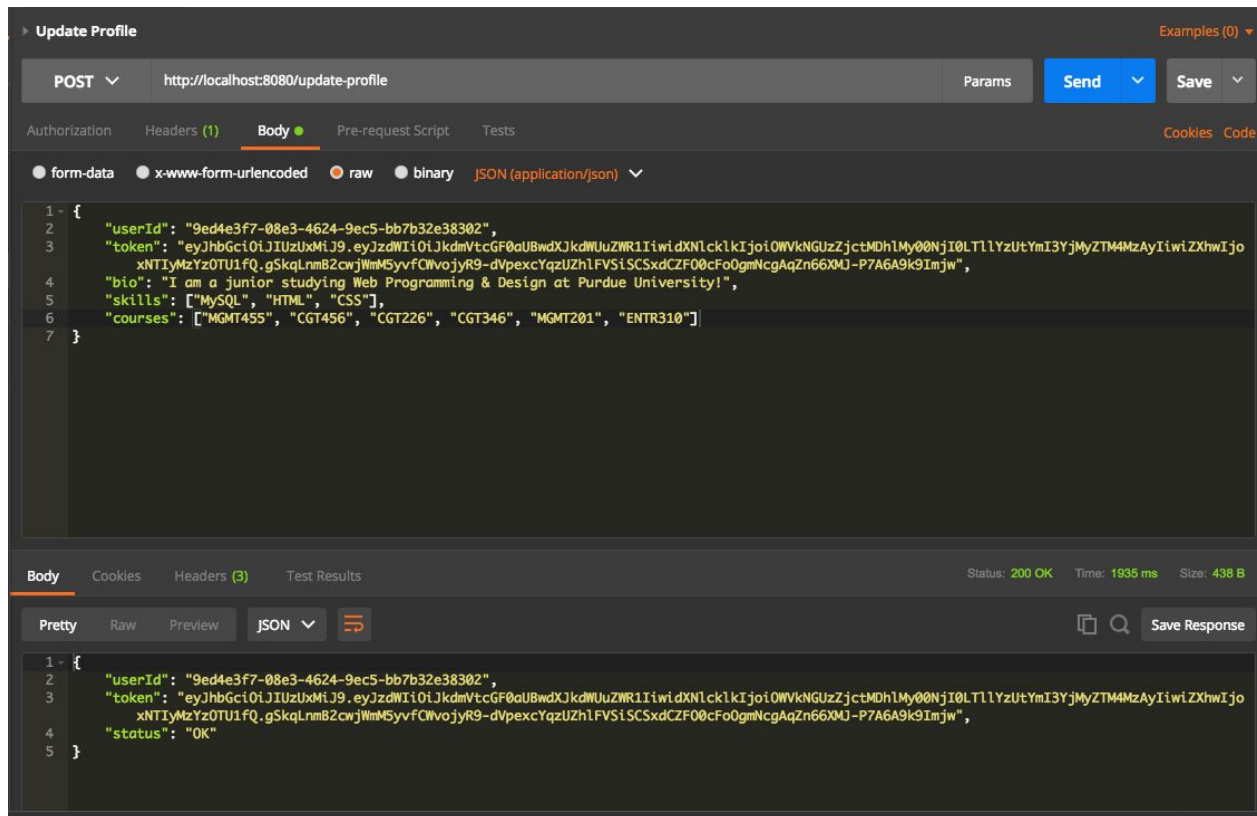 Update Profile
Examples (0)
POST
http://localhost:8080/update-profile
Params
Send
Save
Authorization
Headers (1)
Body
Pre-request Script
Tests
Cookies Code
form-data
x-www-form-urlencoded
raw
binary
JSON (application/json)
1 {
2 "userId": "9ed4e3f7-08e3-4624-9ec5-bb7b32e38302",
3 "token": "eyJhbGciOiJIUzUxMiJ9.eyJzdWIiOiJkdmVtcGF0aUBwdXJkdWUuZWR1IiwidXNlcklkIjoiOWVkNGUzZjctMDhlMy00NjI0LTllYzUtYmI3YjMyZTM4MzAyIiwiZXhwIjo
xNTIyMzYzOTU1fQ.gSkqLnmB2cwjWmM5yvfCWvojyR9-dVpexcYqzUZhlFVSiSCSxdCZFO0cFoOgmNcgAqZn66XMJ-P7A6A9k9Imjw",
4 "bio": "I am a junior studying Web Programming & Design at Purdue University!",
5 "skills": ["MySQL", "HTML", "CSS"],
6 "courses": ["MGMT455", "CGT456", "CGT226", "CGT346", "MGMT201", "ENTR310"]
7 }
Body
Cookies
Headers (3)
Test Results
Status: 200 OK
Time: 1935 ms
Size: 438 B
Pretty
Raw
Preview
JSON
Save Response
1 {
2 "userId": "9ed4e3f7-08e3-4624-9ec5-bb7b32e38302",
3 "token": "eyJhbGciOiJIUzUxMiJ9.eyJzdWIiOiJkdmVtcGF0aUBwdXJkdWUuZWR1IiwidXNlcklkIjoiOWVkNGUzZjctMDhlMy00NjI0LTllYzUtYmI3YjMyZTM4MzAyIiwiZXhwIjo
xNTIyMzYzOTU1fQ.gSkqLnmB2cwjWmM5yvfCWvojyR9-dVpexcYqzUZhlFVSiSCSxdCZFO0cFoOgmNcgAqZn66XMJ-P7A6A9k9Imjw",
4 "status": "OK"
5 }